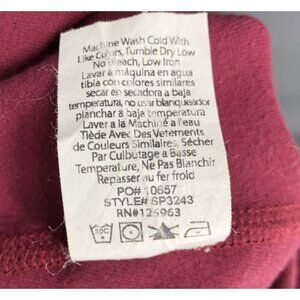 Machine Wash Cold With
Like Colors, Tumble Dry Low
No Bleach, Low Iron
Lavar a máquina en agua
tibia con colores similares
secar en secadora a baja
temperatura, no usar blanqueador
planchar a baja temperatura
Laver a la Machine à l'eau
Tiède Avec Des Vetements
de Couleurs Similaires, Sécher
Par Culbutage a Basse
Temperature, Ne Pas Blanchir
Repasser au fer froid
PO# 10657
STYLE# SP3243
RN#126963
30C